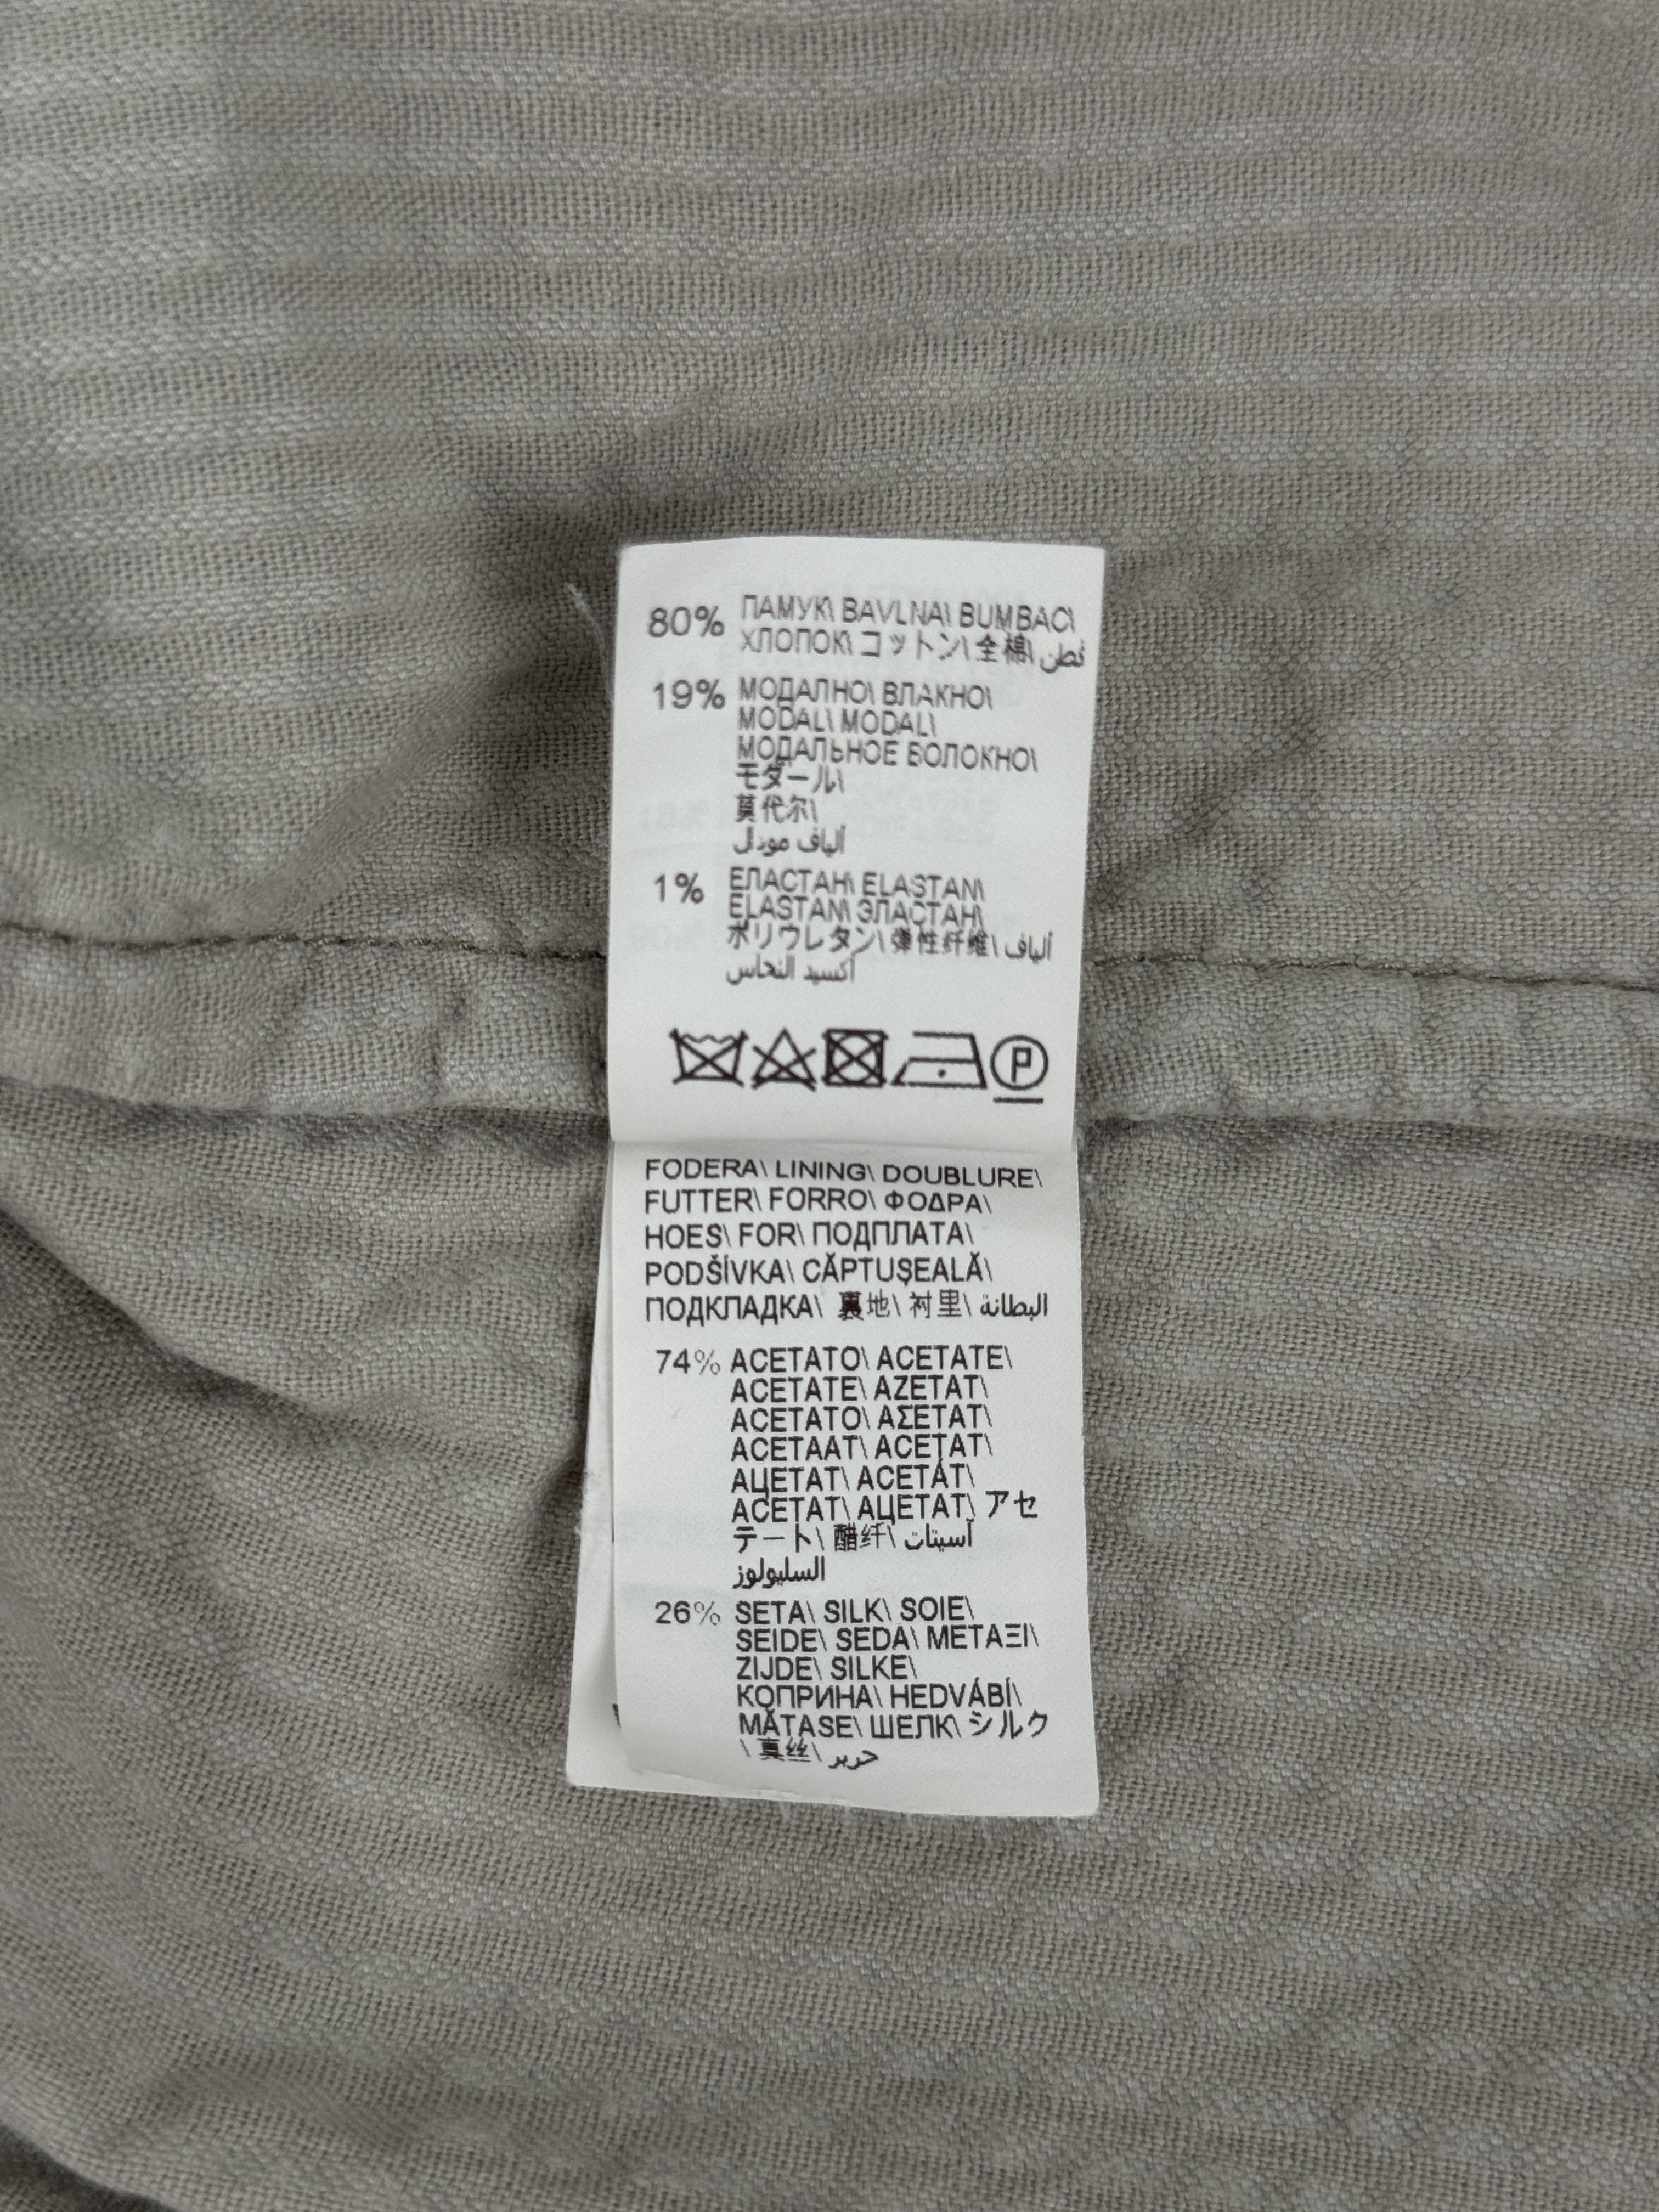 80% ПАМУК\ BAVLNA\ BUMBAC\
ХЛОПОК\ コットン\ 全棉\ قطن
19% МОДАЛНО\ ВЛАКНО\
MODAL\ MODAL\
МОДАЛЬНОЕ ВОЛОКНО\
モダール\
莫代尔\
ألياف مودال
1% ЕЛАСТАН\ ELASTAN\
ELASTAN\ ЭЛАСТАН\
ポリウレタン\ 弹性纤维\ ألياف
أكسيد النحاس
P
FODERA\ LINING\ DOUBLURE\
FUTTER\ FORRO\ ΦΟΔΡΑ\
HOES\ FOR\ ПОДПЛАТА\
PODŠÍVKA\ CĂPTUȘEALĂ\
ПОДКЛАДКА\ 裏地\ 衬里\ البطانة
74% ACETATO\ ACETATE\
ACETATE\ AZETAT\
ACETATO\ ΑΣΕΤΑΤ\
ACETAAT\ ACETAT\
АЦЕТАТ\ ACETÁT\
ACETAT\ АЦЕТАТ\ アセ
テート\ 醋纤\ آسيتات
السليولوز
26% SETA\ SILK\ SOIE\
SEIDE\ SEDA\ ΜΕΤΑΞΙ\
ZIJDE\ SILKE\
КОПРИНА\ HEDVÁBÍ\
MĂTASE\ ШЕЛК\ シルク
\ 真丝\ حرير